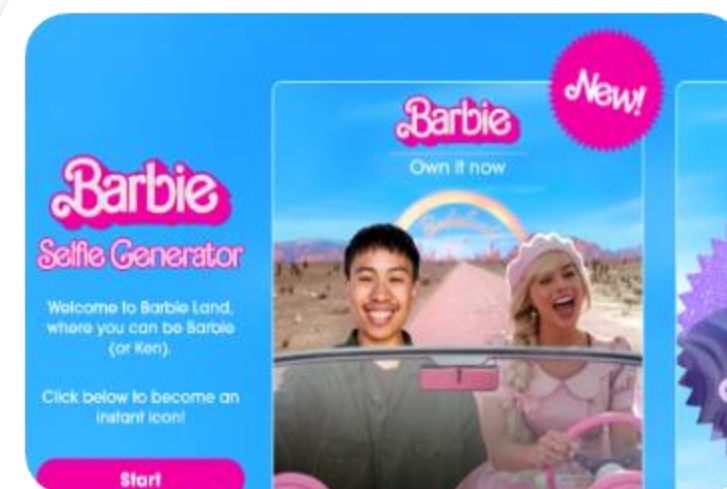 Barbie
Selfie Generator
Welcome to Barbie Land,
where you can be Barbie
(or Ken).
Click below to become an
instant icon!
Start
Barbie
Own it now
New!